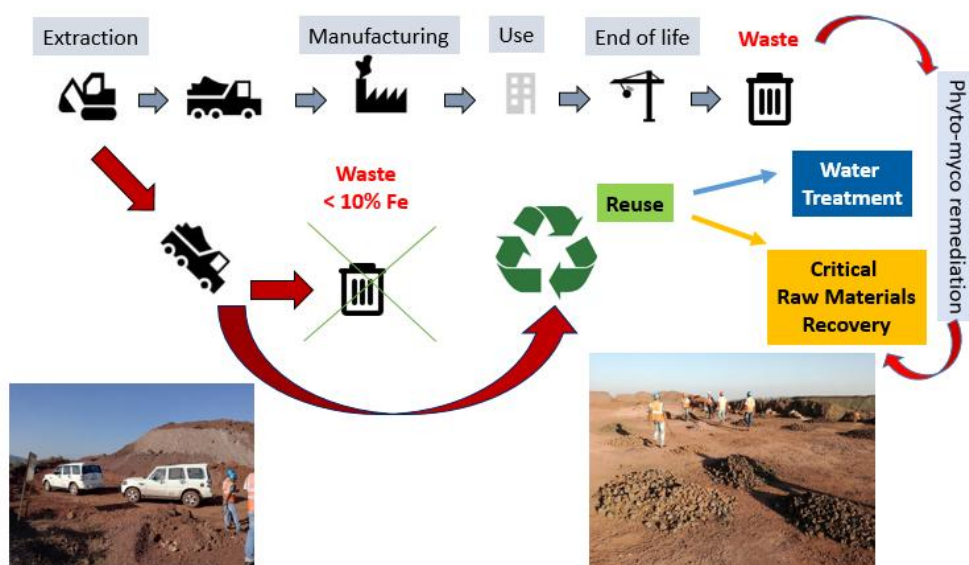 Extraction
Manufacturing
Use
End of life
Waste
Phyto-myco remediation
Waste
< 10% Fe
Reuse
Water
Treatment
Critical
Raw Materials
Recovery